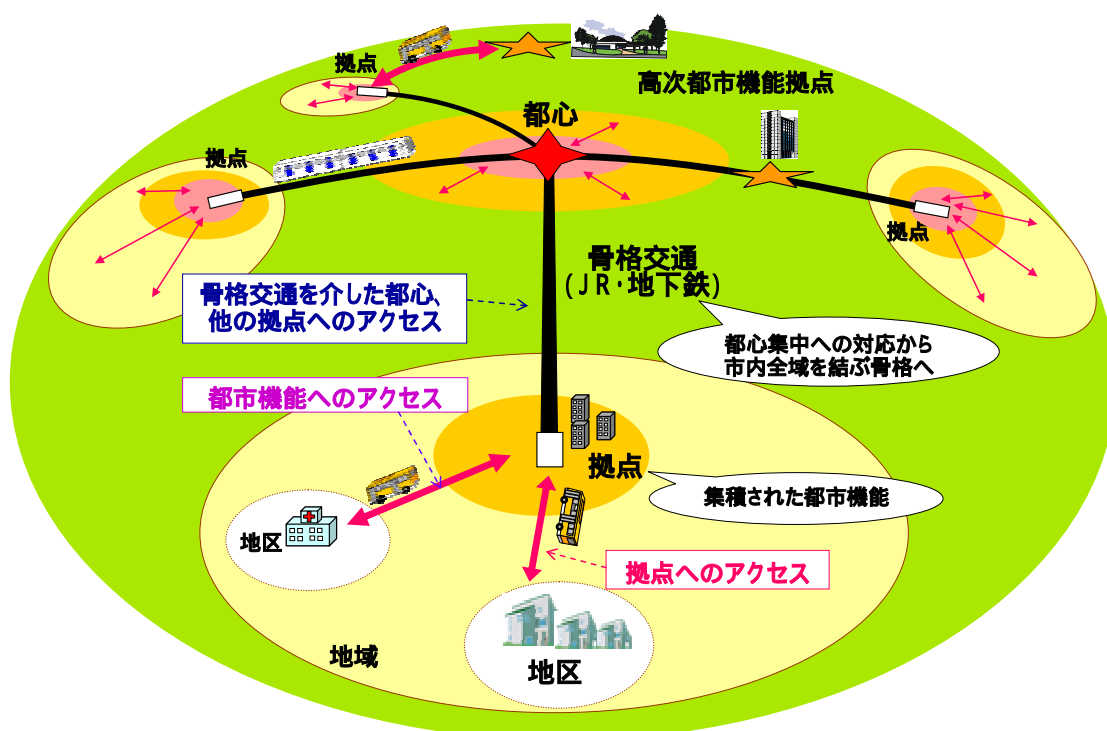 拠点
高次都市機能拠点
都心
拠点
拠点
骨格交通
(JR・地下鉄)
骨格交通を介した都心、
他の拠点へのアクセス
都心集中への対応から
市内全域を結ぶ骨格へ
都市機能へのアクセス
拠点
集積された都市機能
地区
拠点へのアクセス
地域
地区